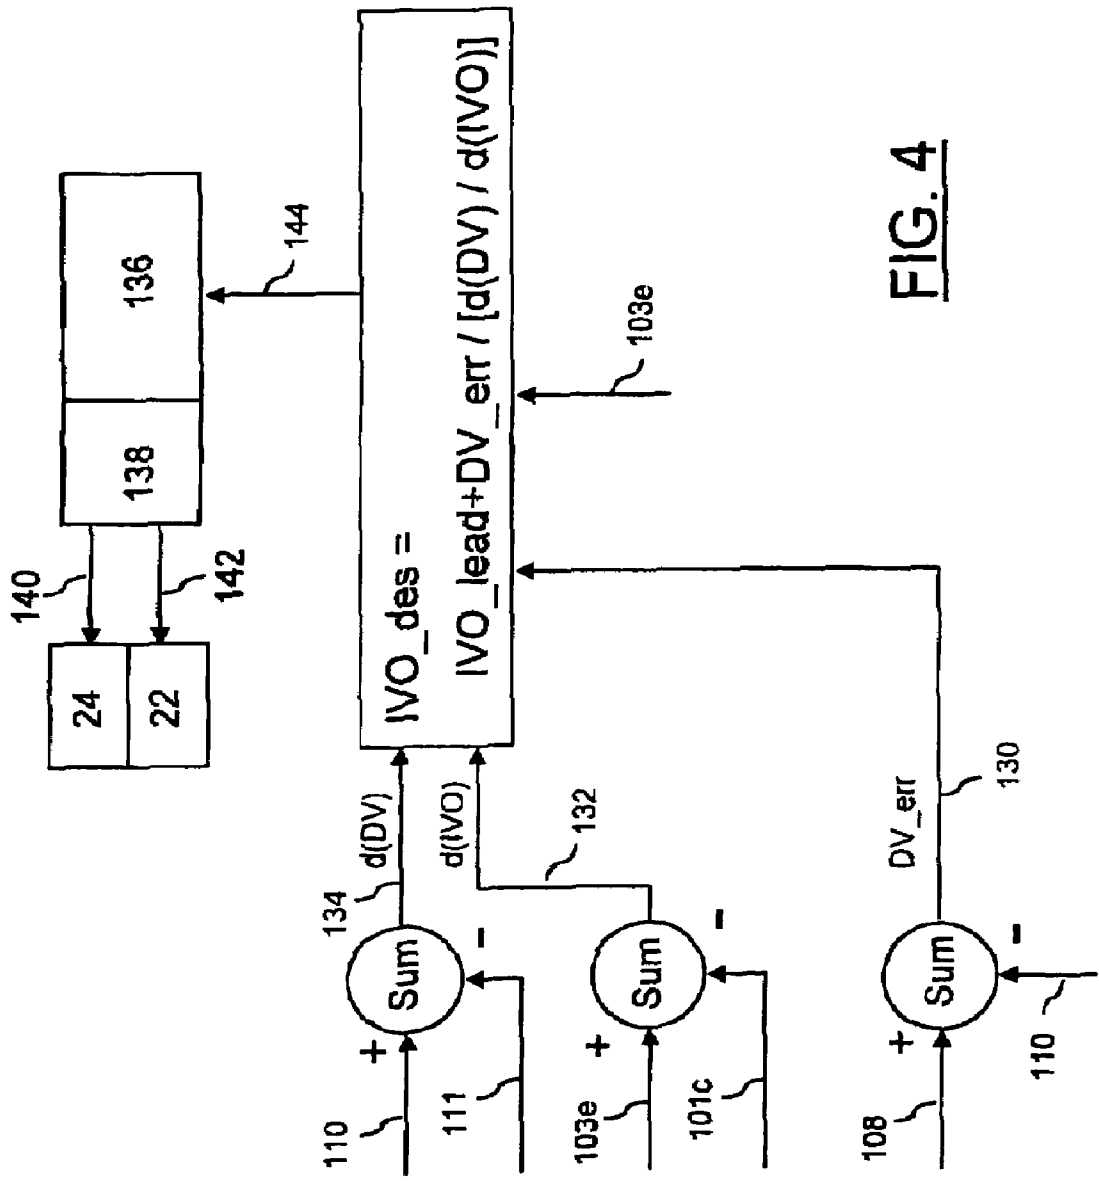 24
22
140
142
138
136
144
IVO_des =
IVO_lead+DV_err / [d(DV) / d(IVO)]
103e
134
d(DV)
d(IVO)
132
DV_err
130
Sum
+
-
110
111
Sum
+
-
103e
101c
Sum
+
-
108
110
FIG. 4